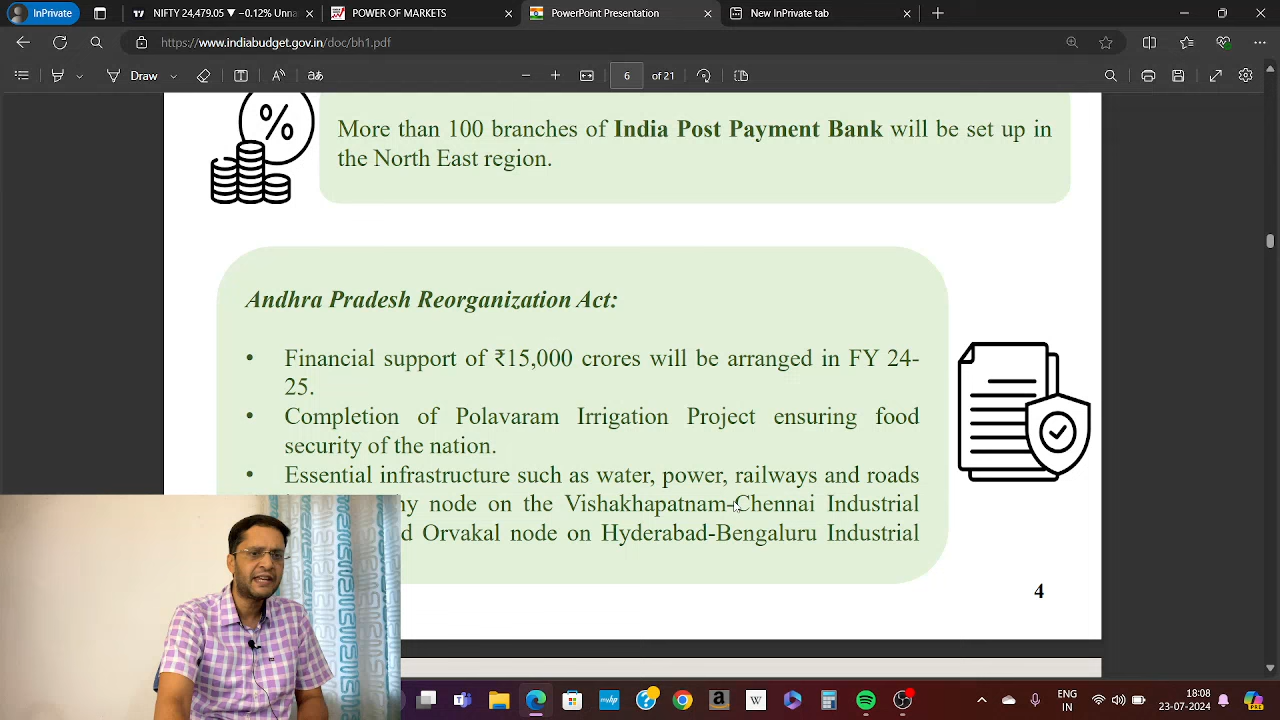 InPrivate
NIFTY 24,479.05 ▼ −0.12% Unna
POWER OF MARKETS
PowerPoint Presentation
New InPrivate tab
https://www.indiabudget.gov.in/doc/bh1.pdf
Draw
6 of 21
%
More than 100 branches of India Post Payment Bank will be set up in
the North East region.
Andhra Pradesh Reorganization Act:
• Financial support of ₹15,000 crores will be arranged in FY 24-
25.
• Completion of Polavaram Irrigation Project ensuring food
security of the nation.
• Essential infrastructure such as water, power, railways and roads
node on the Vishakhapatnam-Chennai Industrial
Orvakal node on Hyderabad-Bengaluru Industrial
4
ENG
IN
18:08
23-07-2024